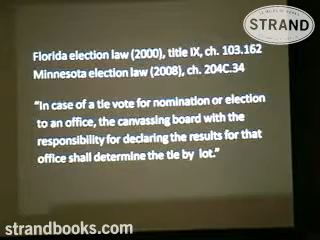 STRAND
Florida election law (2000), title IX, ch. 103.162
Minnesota election law (2008), ch. 204C.34
“In case of a tie vote for nomination or election
to an office, the canvassing board with the
responsibility for declaring the results for that
office shall determine the tie by lot.”
strandbooks.com